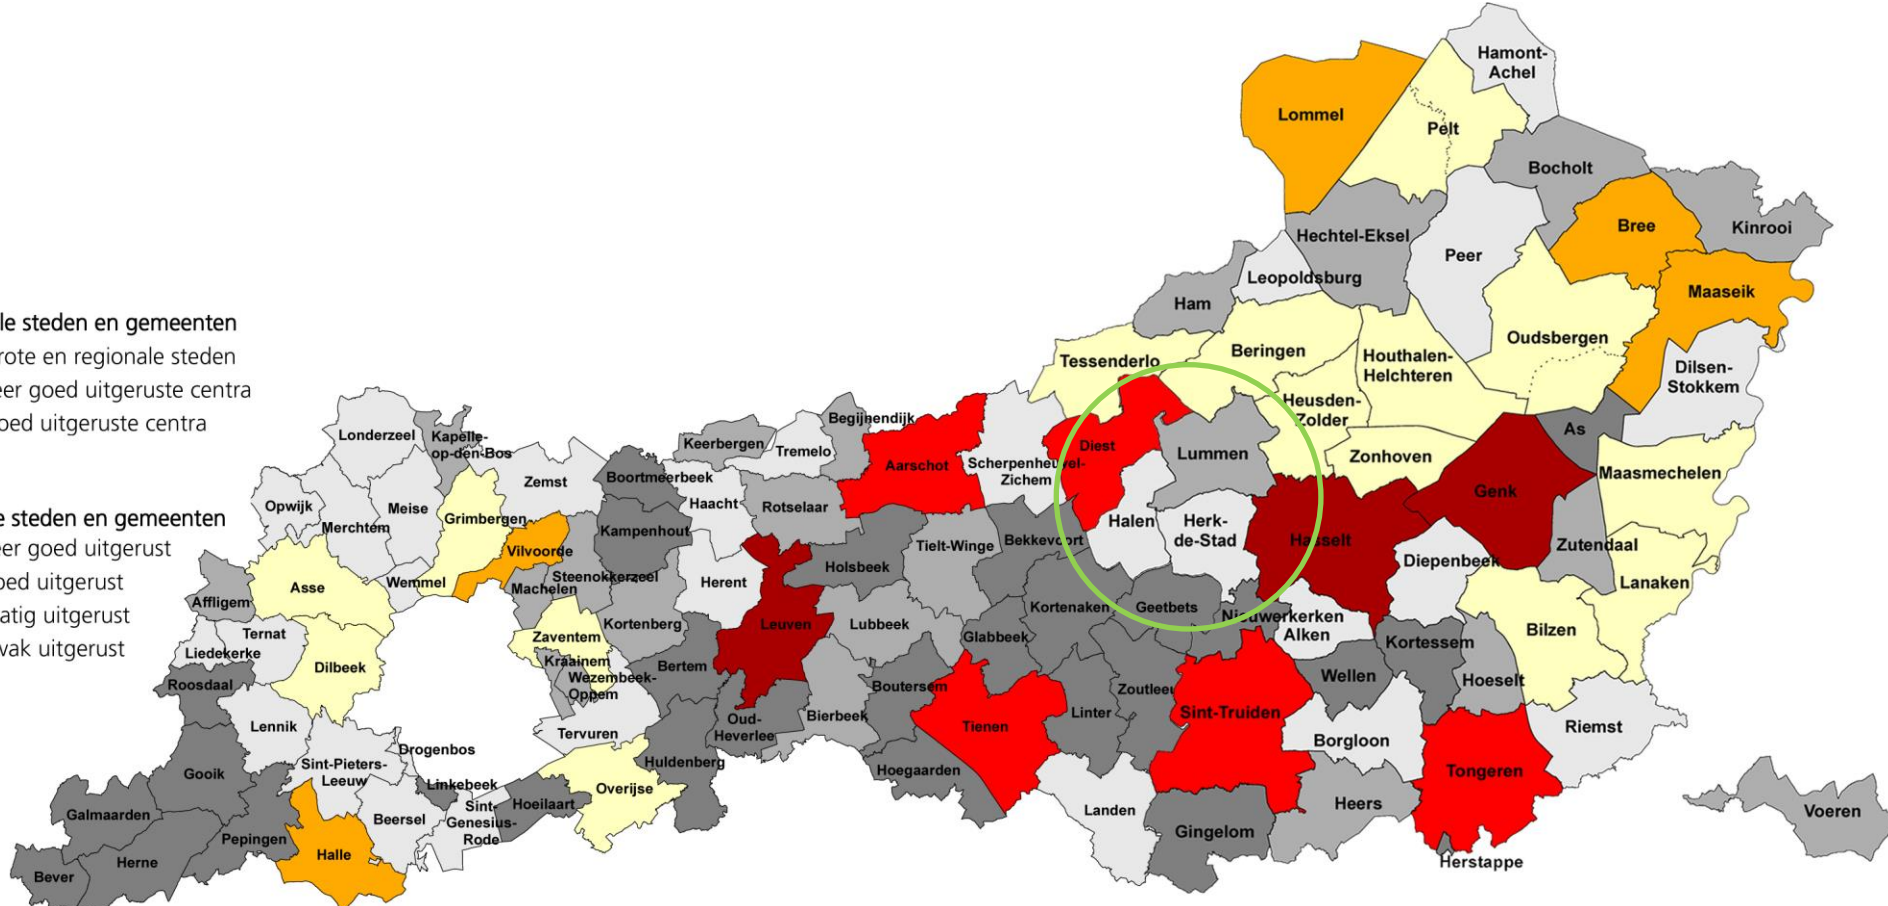 le steden en gemeenten
rote en regionale steden
eer goed uitgeruste centra
oed uitgeruste centra
e steden en gemeenten
eer goed uitgerust
oed uitgerust
atig uitgerust
wak uitgerust
Hamont-
Achel
Lommel
Pelt
Bocholt
Bree
Kinrooi
Hechtel-Eksel
Peer
Leopoldsburg
Maaseik
Ham
Oudsbergen
Tessenderlo
Beringen
Houthalen-
Helchteren
Dilsen-
Stokkem
Heusden-
Zolder
As
Londerzeel
Kapelle-
op-den-Bos
Keerbergen
Tremelo
Begijnendijk
Aarschot
Scherpenheuvel-
Zichem
Diest
Lummen
Zonhoven
Maasmechelen
Genk
Zemst
Boortmeerbeek
Haacht
Rotselaar
Opwijk
Merchtem
Meise
Grimbergen
Vilvoorde
Kampenhout
Tielt-Winge
Bekkevoort
Halen
Herk-
de-Stad
Hasselt
Diepenbeek
Zutendaal
Lanaken
Asse
Wemmel
Machelen
Steenokkerzeel
Herent
Holsbeek
Affligem
Kortenaken
Geetbets
Nieuwerkerken
Alken
Ternat
Liedekerke
Dilbeek
Zaventem
Kortenberg
Leuven
Lubbeek
Glabbeek
Kortessem
Bilzen
Kraainem
Wezembeek-
Oppem
Bertem
Roosdaal
Boutersem
Zoutleeu
Wellen
Hoeselt
Lennik
Tervuren
Oud-
Heverlee
Bierbeek
Tienen
Linter
Sint-Truiden
Borgloon
Riemst
Drogenbos
Sint-Pieters-
Leeuw
Gooik
Linkebeek
Huldenberg
Hoegaarden
Tongeren
Overijse
Hoeilaart
Galmaarden
Beersel
Sint-
Genesius-
Rode
Landen
Heers
Voeren
Pepingen
Gingelom
Herne
Halle
Herstappe
Bever